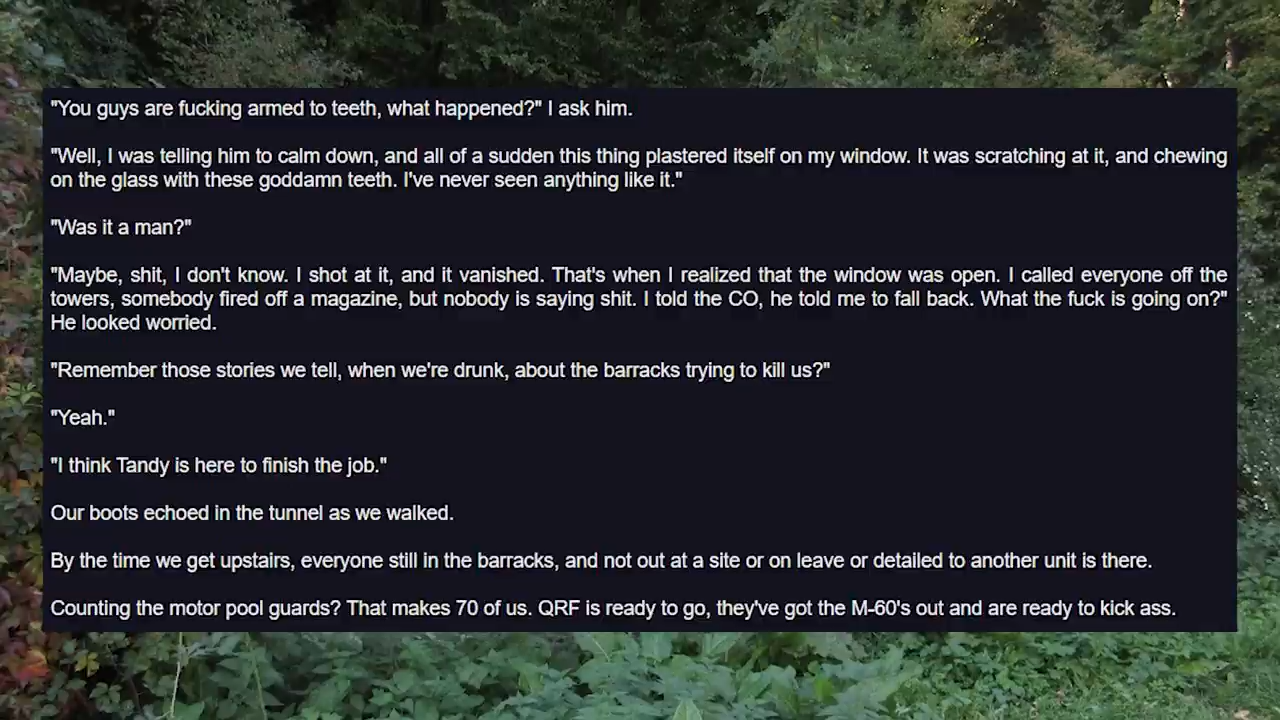 "You guys are fucking armed to teeth, what happened?" I ask him.
"Well, I was telling him to calm down, and all of a sudden this thing plastered itself on my window. It was scratching at it, and chewing
on the glass with these goddamn teeth. I've never seen anything like it."
"Was it a man?"
"Maybe, shit, I don't know. I shot at it, and it vanished. That's when I realized that the window was open. I called everyone off the
towers, somebody fired off a magazine, but nobody is saying shit. I told the CO, he told me to fall back. What the fuck is going on?"
He looked worried.
"Remember those stories we tell, when we're drunk, about the barracks trying to kill us?"
"Yeah."
"I think Tandy is here to finish the job."
Our boots echoed in the tunnel as we walked.
By the time we get upstairs, everyone still in the barracks, and not out at a site or on leave or detailed to another unit is there.
Counting the motor pool guards? That makes 70 of us. QRF is ready to go, they've got the M-60's out and are ready to kick ass.